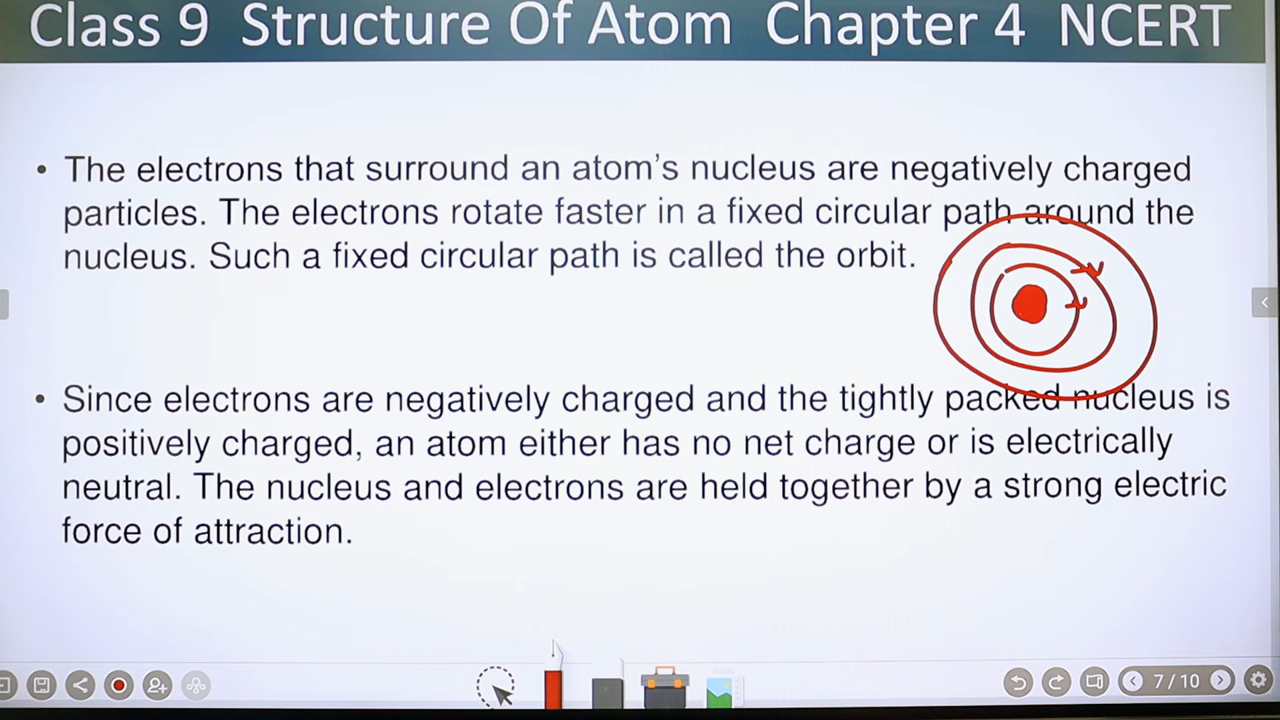 Class 9 Structure Of Atom Chapter 4 NCERT
• The electrons that surround an atom's nucleus are negatively charged
particles. The electrons rotate faster in a fixed circular path around the
nucleus. Such a fixed circular path is called the orbit.
• Since electrons are negatively charged and the tightly packed nucleus is
positively charged, an atom either has no net charge or is electrically
neutral. The nucleus and electrons are held together by a strong electric
force of attraction.
7 / 10